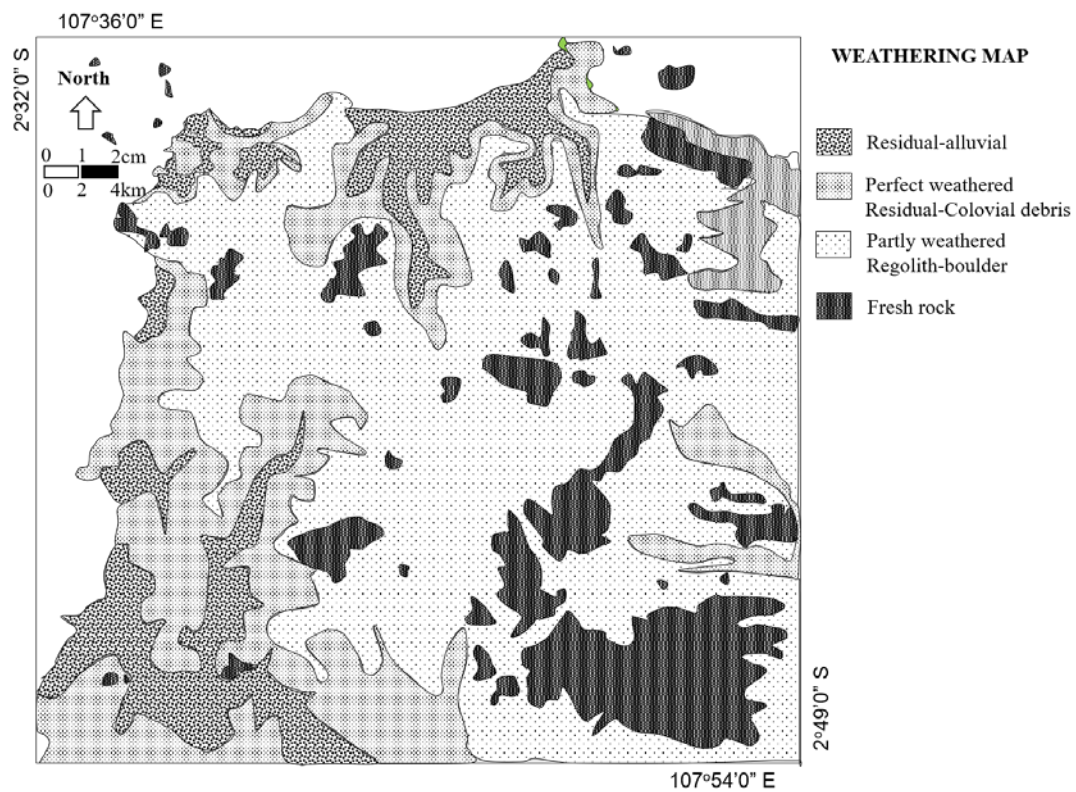 107°36'0" E
2°32'0" S
North
0 1 2cm
0 2 4km
WEATHERING MAP
Residual-alluvial
Perfect weathered
Residual-Colovial debris
Partly weathered
Regolith-boulder
Fresh rock
2°49'0" S
107°54'0" E